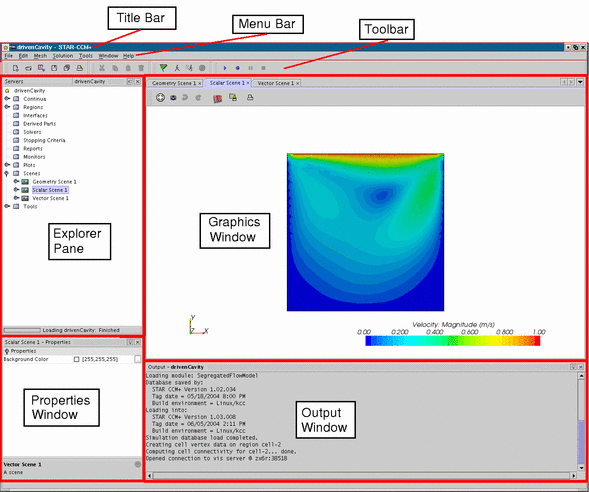 Title Bar
Menu Bar
Toolbar
drivenCavity - STAR-CCM+
File Edit Mesh Solution Tools Window Help
Servers drivenCavity
drivenCavity
Continua
Regions
Interfaces
Derived Parts
Solvers
Stopping Criteria
Reports
Monitors
Plots
Scenes
Geometry Scene 1
Scalar Scene 1
Vector Scene 1
Tools
Explorer
Pane
Loading drivenCavity: Finished
Geometry Scene 1 Scalar Scene 1 Vector Scene 1
Graphics
Window
Y
Z X
Velocity: Magnitude (m/s)
0.00 0.200 0.400 0.600 0.800 1.00
Scalar Scene 1 - Properties
Properties
Background Color [255,255,255]
Properties
Window
Vector Scene 1
A scene
Output - drivenCavity
Loading module: SegregatedFlowModel
Database saved by:
STAR CCM+ Version 1.02.034
Tag date = 05/18/2004 8:00 PM
Build environment = Linux/kcc
Loading into:
STAR CCM+ Version 1.03.008
Tag date = 06/05/2004 2:11 PM
Build environment = Linux/kcc
Simulation database load completed.
Creating cell vertex data on region cell-2
Computing cell connectivity for cell-2... done.
Opened connection to vis server @ zx6r:38518
Output
Window